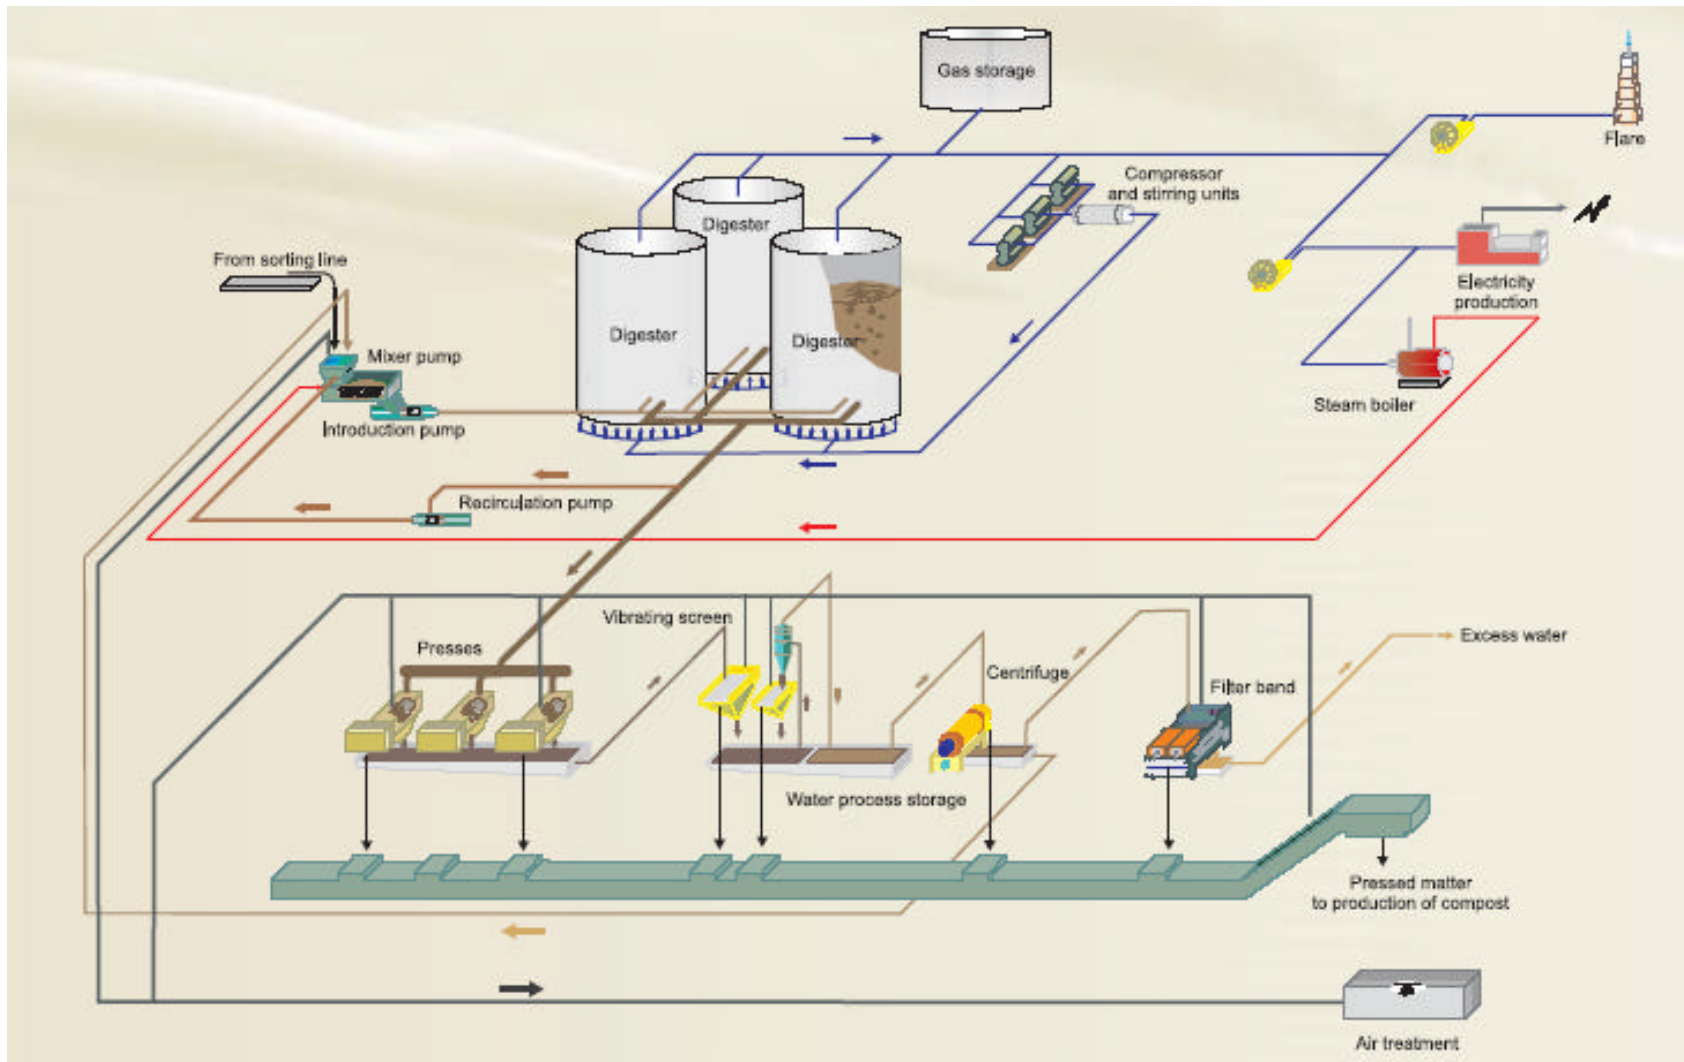 Gas storage
Flare
Compressor
and stirring units
Digester
From sorting line
Electricity
production
Digester
Digester
Mixer pump
Steam boiler
Introduction pump
Recirculation pump
Vibrating screen
Excess water
Presses
Centrifuge
Filter band
Water process storage
Pressed matter
to production of compost
Air treatment